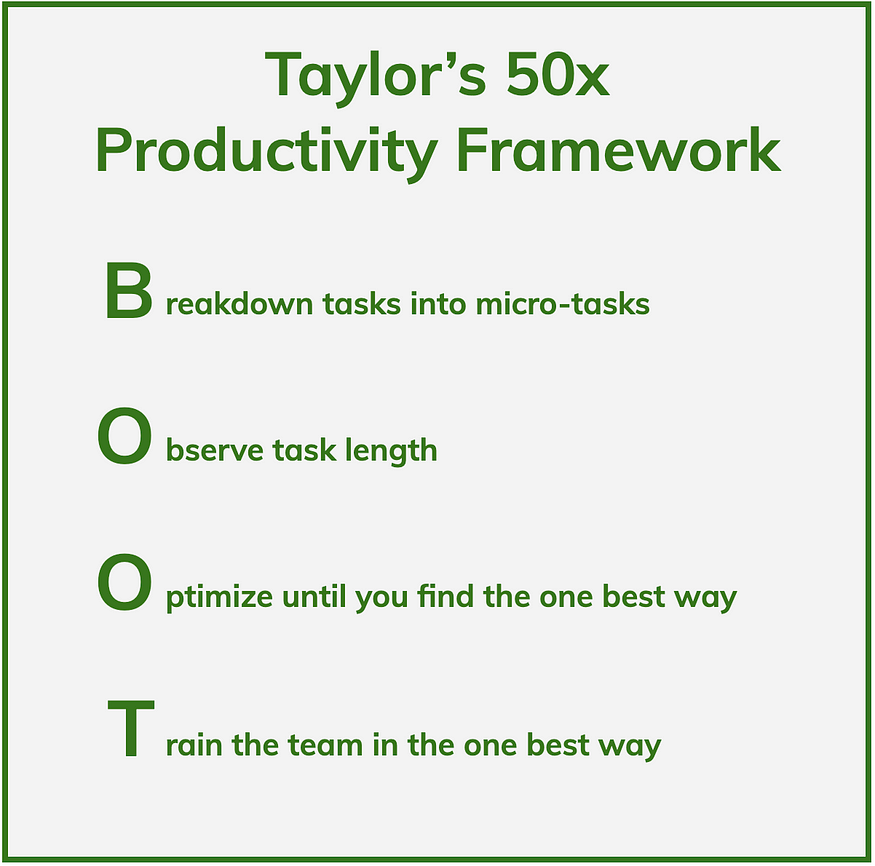 Taylor’s 50x
Productivity Framework
Breakdown tasks into micro-tasks
Observe task length
Optimize until you find the one best way
Train the team in the one best way